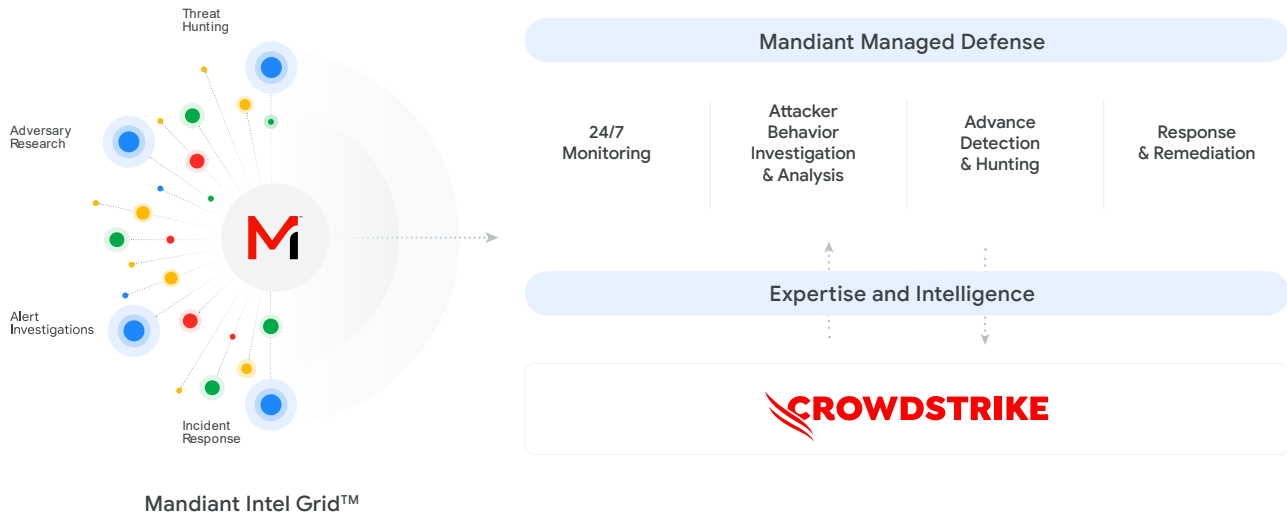 Threat
Hunting
Adversary
Research
Alert
Investigations
Incident
Response
Mandiant Intel Grid™
Mandiant Managed Defense
24/7
Monitoring
Attacker
Behavior
Investigation
& Analysis
Advance
Detection
& Hunting
Response
& Remediation
Expertise and Intelligence
CROWDSTRIKE